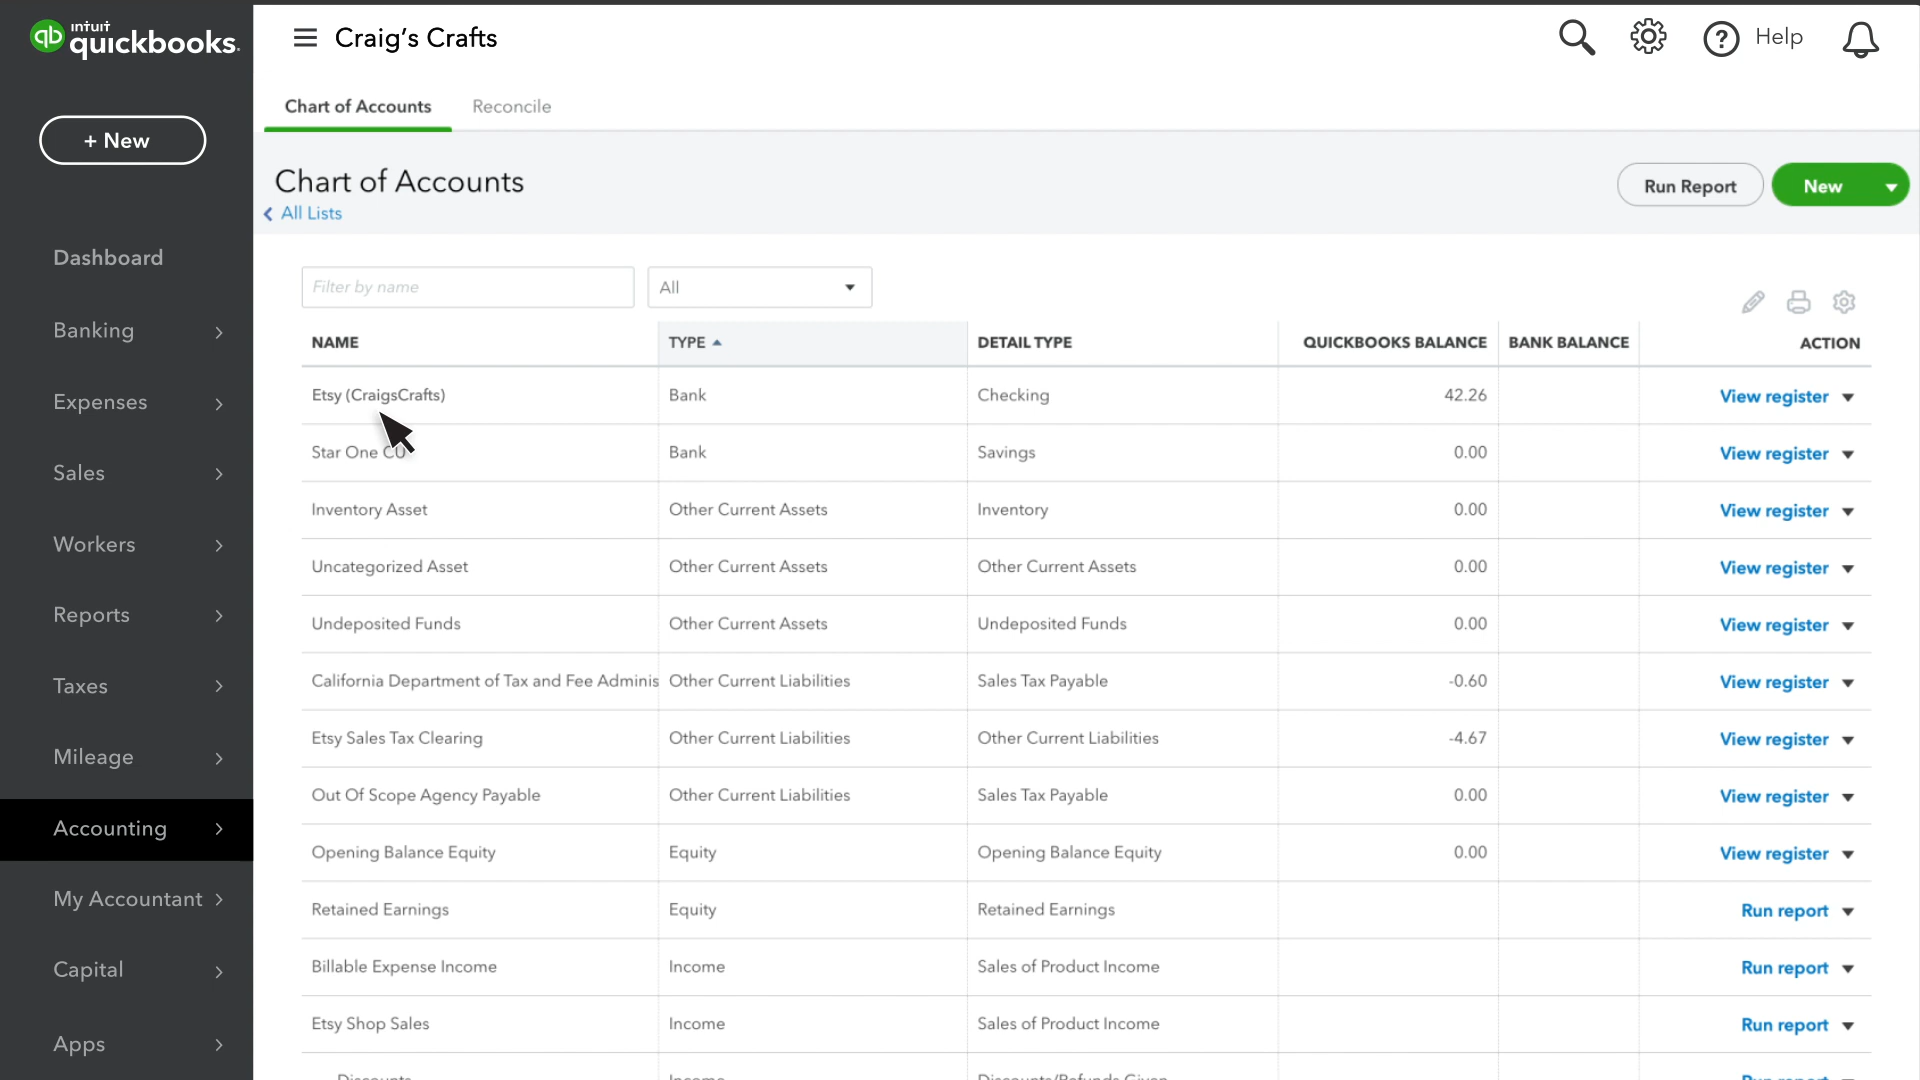 intuit
quickbooks.
Craig's Crafts
Help
Chart of Accounts Reconcile
+ New
Chart of Accounts
All Lists
Run Report New
Dashboard
Banking
Expenses
Sales
Workers
Reports
Taxes
Mileage
Accounting
My Accountant
Capital
Apps
Filter by name All
NAME TYPE DETAIL TYPE QUICKBOOKS BALANCE BANK BALANCE ACTION
Etsy (CraigsCrafts) Bank Checking 42.26 View register
Star One CU Bank Savings 0.00 View register
Inventory Asset Other Current Assets Inventory 0.00 View register
Uncategorized Asset Other Current Assets Other Current Assets 0.00 View register
Undeposited Funds Other Current Assets Undeposited Funds 0.00 View register
California Department of Tax and Fee Adminis Other Current Liabilities Sales Tax Payable -0.60 View register
Etsy Sales Tax Clearing Other Current Liabilities Other Current Liabilities -4.67 View register
Out Of Scope Agency Payable Other Current Liabilities Sales Tax Payable 0.00 View register
Opening Balance Equity Equity Opening Balance Equity 0.00 View register
Retained Earnings Equity Retained Earnings Run report
Billable Expense Income Income Sales of Product Income Run report
Etsy Shop Sales Income Sales of Product Income Run report
Discounts Income Discounts/Refunds Given Run report